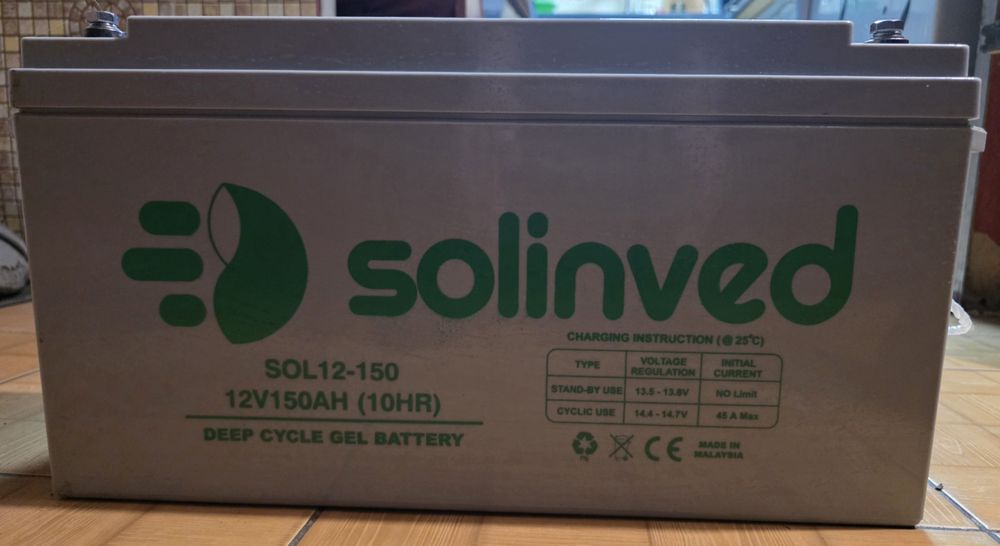 solinved
SOL12-150
12V150AH (10HR)
DEEP CYCLE GEL BATTERY
CHARGING INSTRUCTION (@ 25°C)
TYPE VOLTAGE REGULATION INITIAL CURRENT
STAND-BY USE 13.5 - 13.8V NO Limit
CYCLIC USE 14.4 - 14.7V 45 A Max
Pb CE MADE IN
MALAYSIA